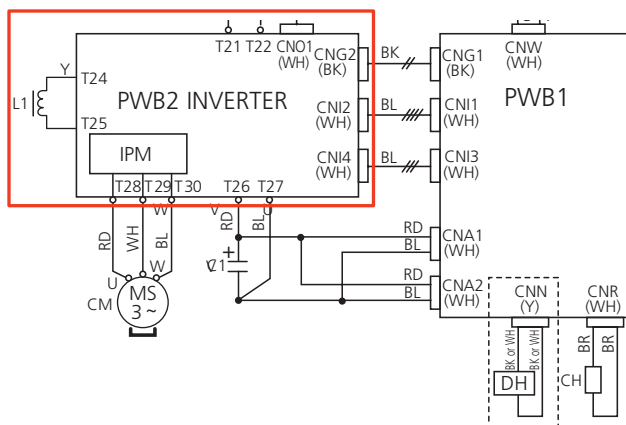 T21 T22 CNO1
(WH)
CNG2
(BK)
BK
CNG1
(BK)
CNW
(WH)
Y T24
L1
PWB2 INVERTER
CNI2
(WH)
BL
CNI1
(WH)
PWB1
T25
IPM
CNI4
(WH)
BL
CNI3
(WH)
T28 T29 T30 T26 T27
V W U
RD WH BL RD BL
RD
BL
CNA1
(WH)
+
C1
RD
BL
CNA2
(WH)
U W
CM
MS
3 ~
CNN
(Y)
CNR
(WH)
BK or WH BK or WH
BR BR
DH
CH